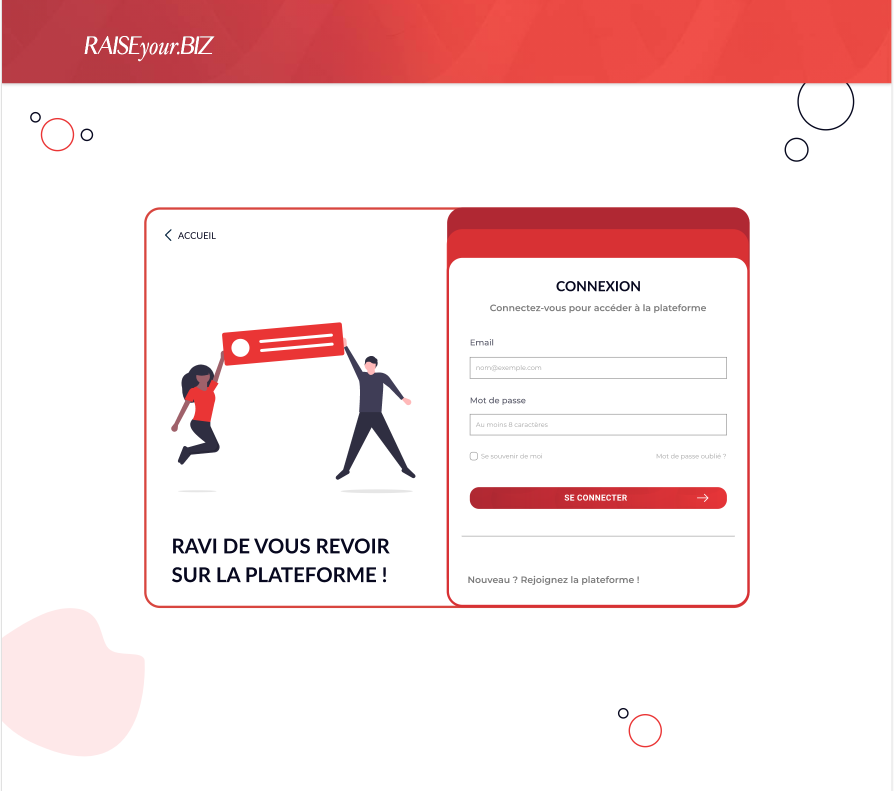 RAISEyour.BIZ
ACCUEIL
RAVI DE VOUS REVOIR
SUR LA PLATEFORME !
CONNEXION
Connectez-vous pour accéder à la plateforme
Email
nom@exemple.com
Mot de passe
Au moins 8 caractères
Se souvenir de moi
Mot de passe oublié ?
SE CONNECTER
Nouveau ? Rejoignez la plateforme !